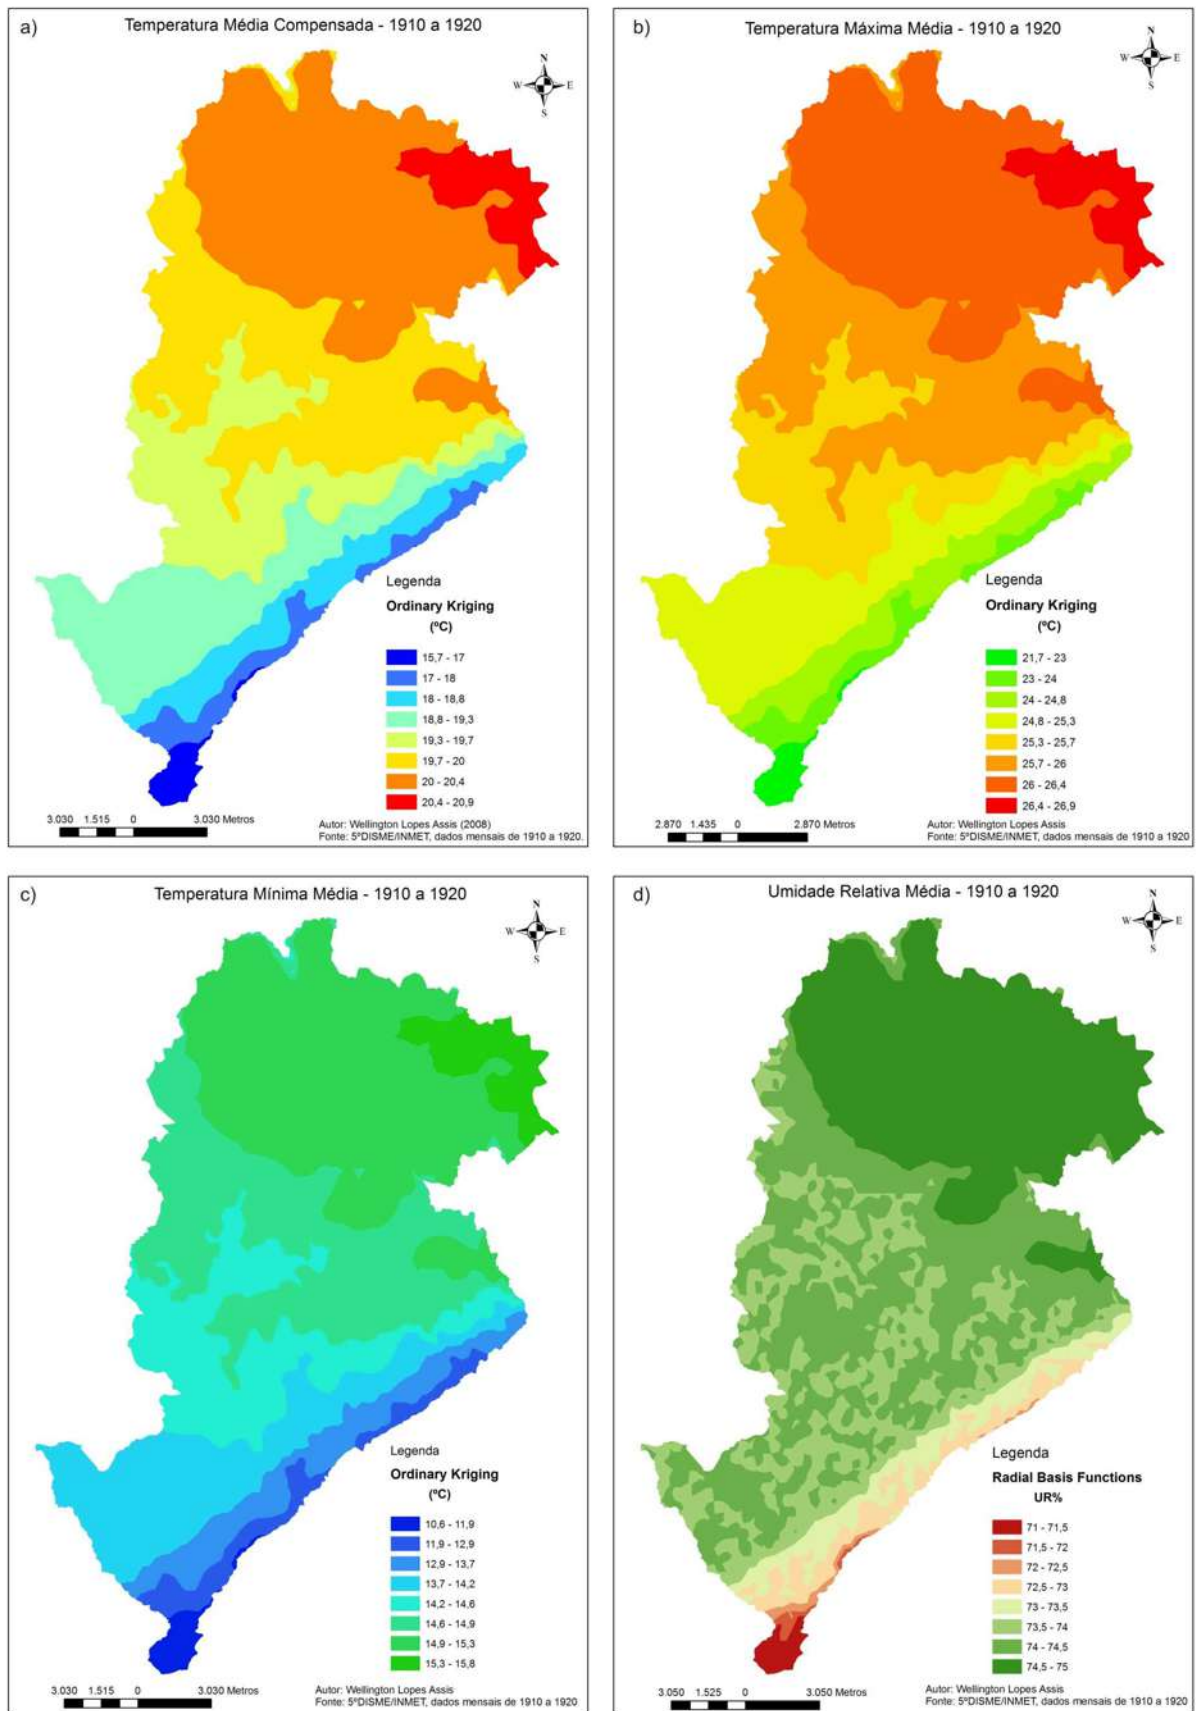 a)
Temperatura Média Compensada - 1910 a 1920
N
W
E
S
Legenda
Ordinary Kriging
(ºC)
15,7 - 17
17 - 18
18 - 18,8
18,8 - 19,3
19,3 - 19,7
19,7 - 20
20 - 20,4
20,4 - 20,9
3.030 1.515 0 3.030 Metros
Autor: Wellington Lopes Assis (2008)
Fonte: 5ºDISME/INMET, dados mensais de 1910 a 1920.
b)
Temperatura Máxima Média - 1910 a 1920
N
W
E
S
Legenda
Ordinary Kriging
(ºC)
21,7 - 23
23 - 24
24 - 24,8
24,8 - 25,3
25,3 - 25,7
25,7 - 26
26 - 26,4
26,4 - 26,9
2.870 1.435 0 2.870 Metros
Autor: Wellington Lopes Assis
Fonte: 5ºDISME/INMET, dados mensais de 1910 a 1920
c)
Temperatura Mínima Média - 1910 a 1920
N
W
E
S
Legenda
Ordinary Kriging
(ºC)
10,6 - 11,9
11,9 - 12,9
12,9 - 13,7
13,7 - 14,2
14,2 - 14,6
14,6 - 14,9
14,9 - 15,3
15,3 - 15,8
3.030 1.515 0 3.030 Metros
Autor: Wellington Lopes Assis
Fonte: 5ºDISME/INMET, dados mensais de 1910 a 1920
d)
Umidade Relativa Média - 1910 a 1920
N
W
E
S
Legenda
Radial Basis Functions
UR%
71 - 71,5
71,5 - 72
72 - 72,5
72,5 - 73
73 - 73,5
73,5 - 74
74 - 74,5
74,5 - 75
3.050 1.525 0 3.050 Metros
Autor: Wellington Lopes Assis
Fonte: 5ºDISME/INMET, dados mensais de 1910 a 1920